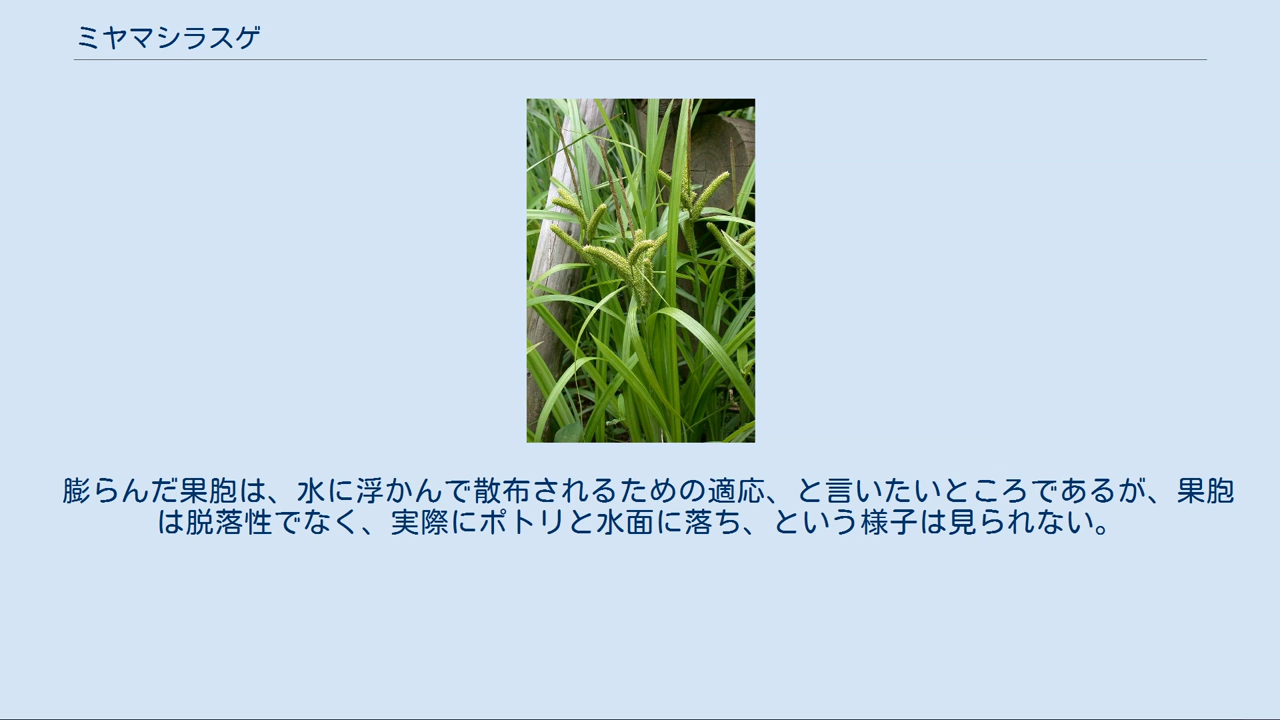 ミヤマシラスゲ
膨らんだ果胞は、水に浮かんで散布されるための適応、と言いたいところであるが、果胞
は脱落性でなく、実際にポトリと水面に落ち、という様子は見られない。